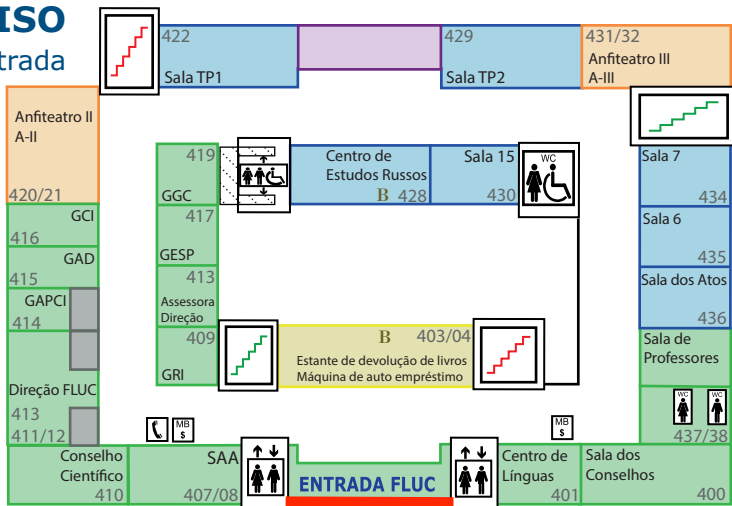 ISO
trada
422
Sala TP1
429
Sala TP2
431/32
Anfiteatro III
A-III
Anfiteatro II
A-II
420/21
419
GGC
Centro de
Estudos Russos
B 428
Sala 15
430
WC
Sala 7
434
GCI
416
417
GESP
Sala 6
435
GAD
415
413
Assessora
Direção
Sala dos Atos
436
GAPCI
414
409
GRI
B 403/04
Estante de devolução de livros
Máquina de auto empréstimo
Sala de
Professores
Direção FLUC
413
411/12
MB
$
MB
$
WC
WC
437/38
Conselho
Científico
410
SAA
407/08
ENTRADA FLUC
Centro de
Línguas
401
Sala dos
Conselhos
400